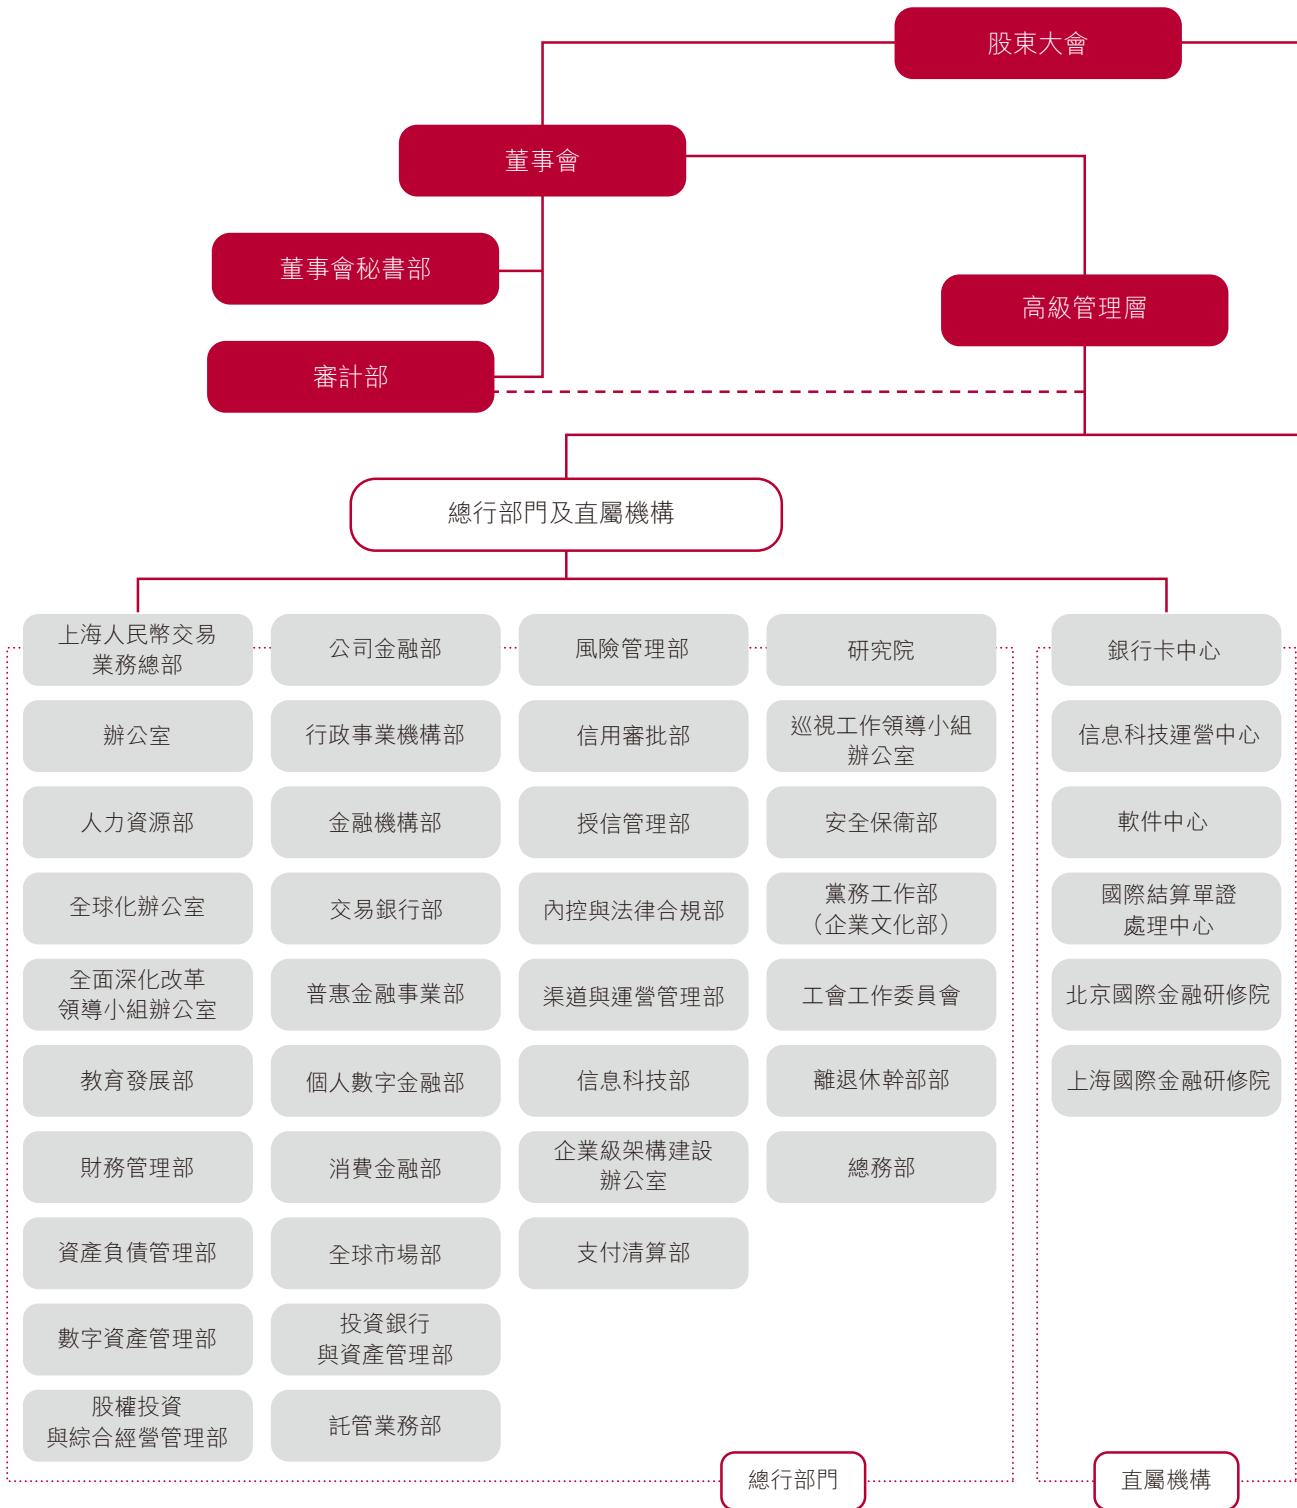 股東大會
董事會
董事會秘書部
高級管理層
審計部
總行部門及直屬機構
上海人民幣交易
業務總部
辦公室
人力資源部
全球化辦公室
全面深化改革
領導小組辦公室
教育發展部
財務管理部
資產負債管理部
數字資產管理部
股權投資
與綜合經營管理部
公司金融部
行政事業機構部
金融機構部
交易銀行部
普惠金融事業部
個人數字金融部
消費金融部
全球市場部
投資銀行
與資產管理部
託管業務部
風險管理部
信用審批部
授信管理部
內控與法律合規部
渠道與運營管理部
信息科技部
企業級架構建設
辦公室
支付清算部
研究院
巡視工作領導小組
辦公室
安全保衛部
黨務工作部
（企業文化部）
工會工作委員會
離退休幹部部
總務部
總行部門
銀行卡中心
信息科技運營中心
軟件中心
國際結算單證
處理中心
北京國際金融研修院
上海國際金融研修院
直屬機構